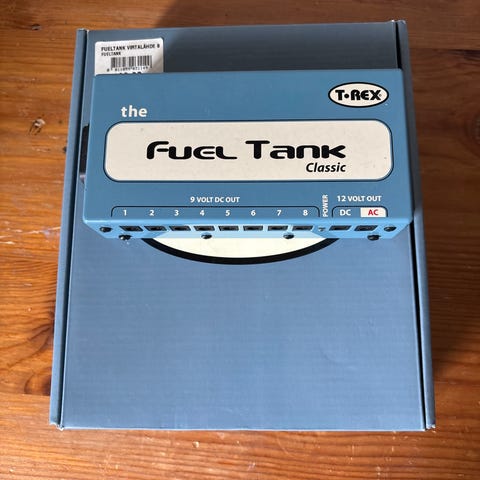 FUELTANK VIRTALÄHDE 9
FUELTANK
T-REX
the
FUEL TANK
Classic
9 VOLT DC OUT
POWER
12 VOLT OUT
1 2 3 4 5 6 7 8
DC AC